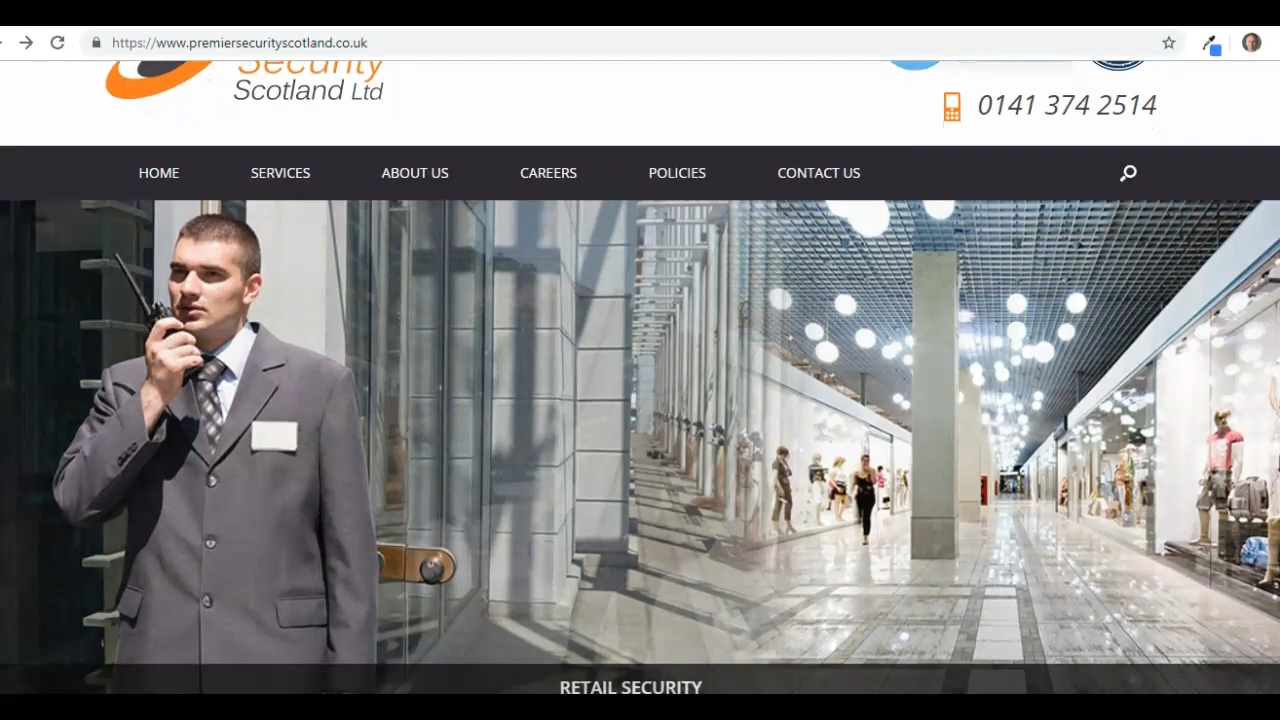 https://www.premiersecurityscotland.co.uk
Security
Scotland Ltd
0141 374 2514
HOME SERVICES ABOUT US CAREERS POLICIES CONTACT US
RETAIL SECURITY